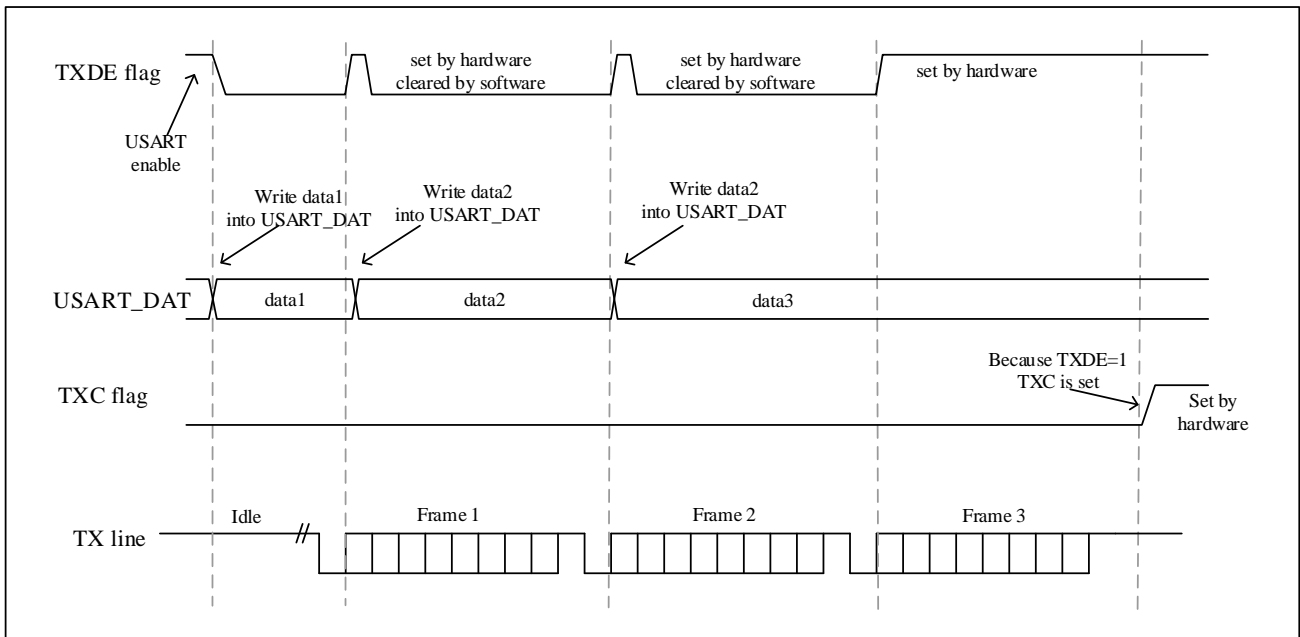 TXDE flag
set by hardware
cleared by software
set by hardware
cleared by software
set by hardware
USART
enable
Write data1
into USART_DAT
Write data2
into USART_DAT
Write data2
into USART_DAT
USART_DAT
data1
data2
data3
TXC flag
Because TXDE=1
TXC is set
Set by
hardware
TX line
Idle
Frame 1
Frame 2
Frame 3